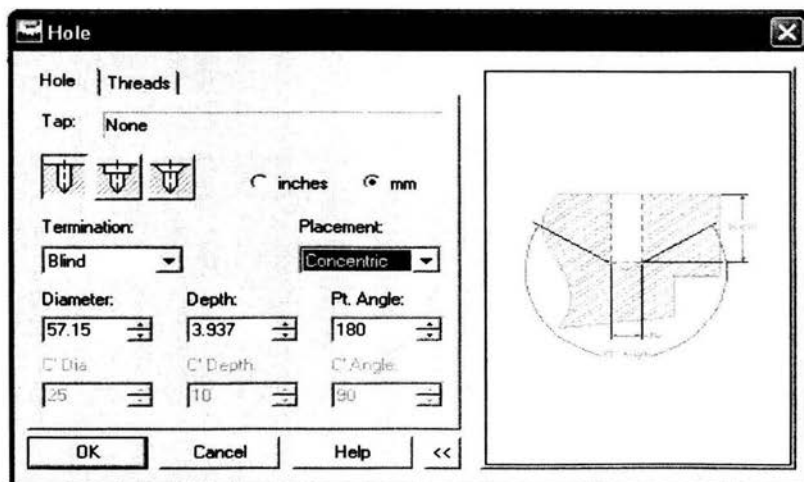 Hole
Hole Threads
Tap: None
inches mm
Termination: Placement:
Blind Concentric
Diameter: Depth: Pt. Angle:
57.15 3.937 180
C' Dia C' Depth: C' Angle:
25 10 90
OK Cancel Help <<